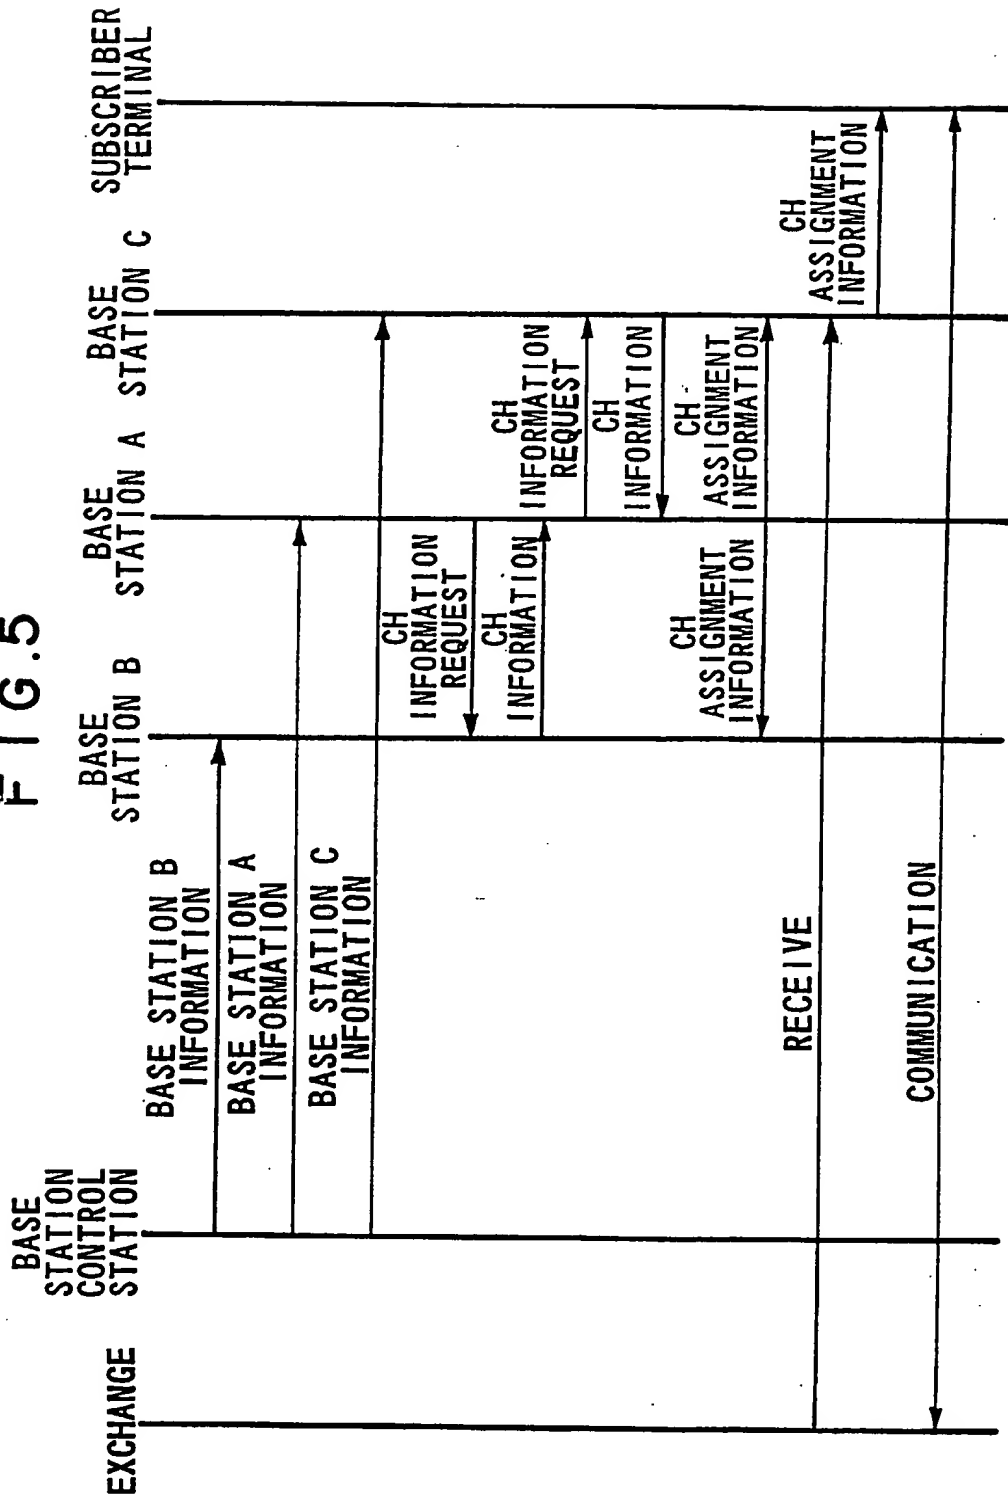 FIG.5
EXCHANGE
BASE
STATION
CONTROL
STATION
BASE
STATION B
BASE
STATION A
BASE
STATION C
SUBSCRIBER
TERMINAL
BASE STATION B
INFORMATION
BASE STATION A
INFORMATION
BASE STATION C
INFORMATION
CH
INFORMATION
REQUEST
CH
INFORMATION
CH
INFORMATION
REQUEST
CH
INFORMATION
CH
ASSIGNMENT
INFORMATION
CH
ASSIGNMENT
INFORMATION
RECEIVE
CH
ASSIGNMENT
INFORMATION
COMMUNICATION